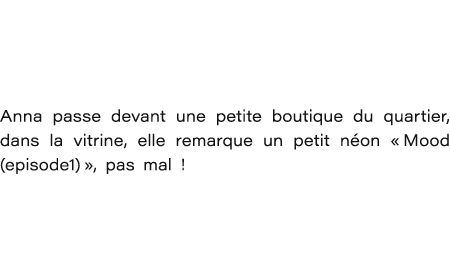 Anna passe devant une petite boutique du quartier,
dans la vitrine, elle remarque un petit néon « Mood
(episode1) », pas mal !